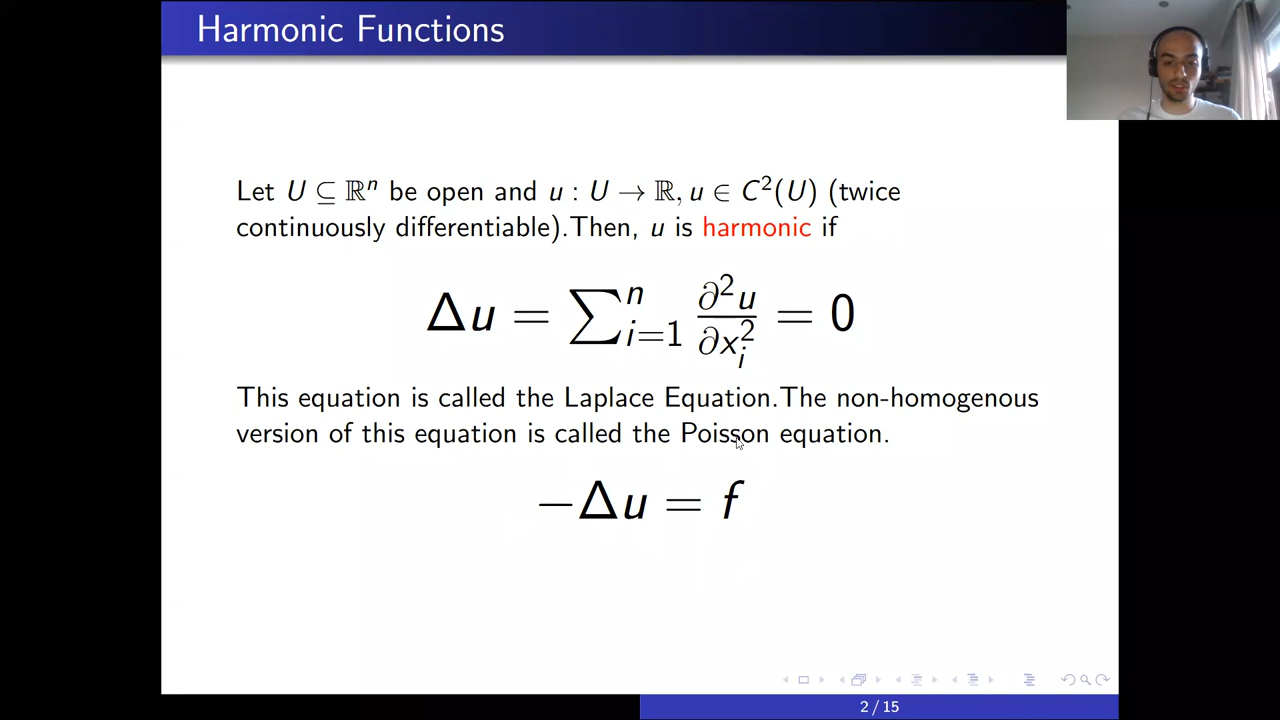 Harmonic Functions
Let U ⊆ ℝⁿ be open and u : U → ℝ, u ∈ C²(U) (twice
continuously differentiable).Then, u is harmonic if
Δu = ∑ⁿᵢ₌₁ ∂²u/∂xᵢ² = 0
This equation is called the Laplace Equation.The non-homogenous
version of this equation is called the Poisson equation.
−Δu = f
2 / 15